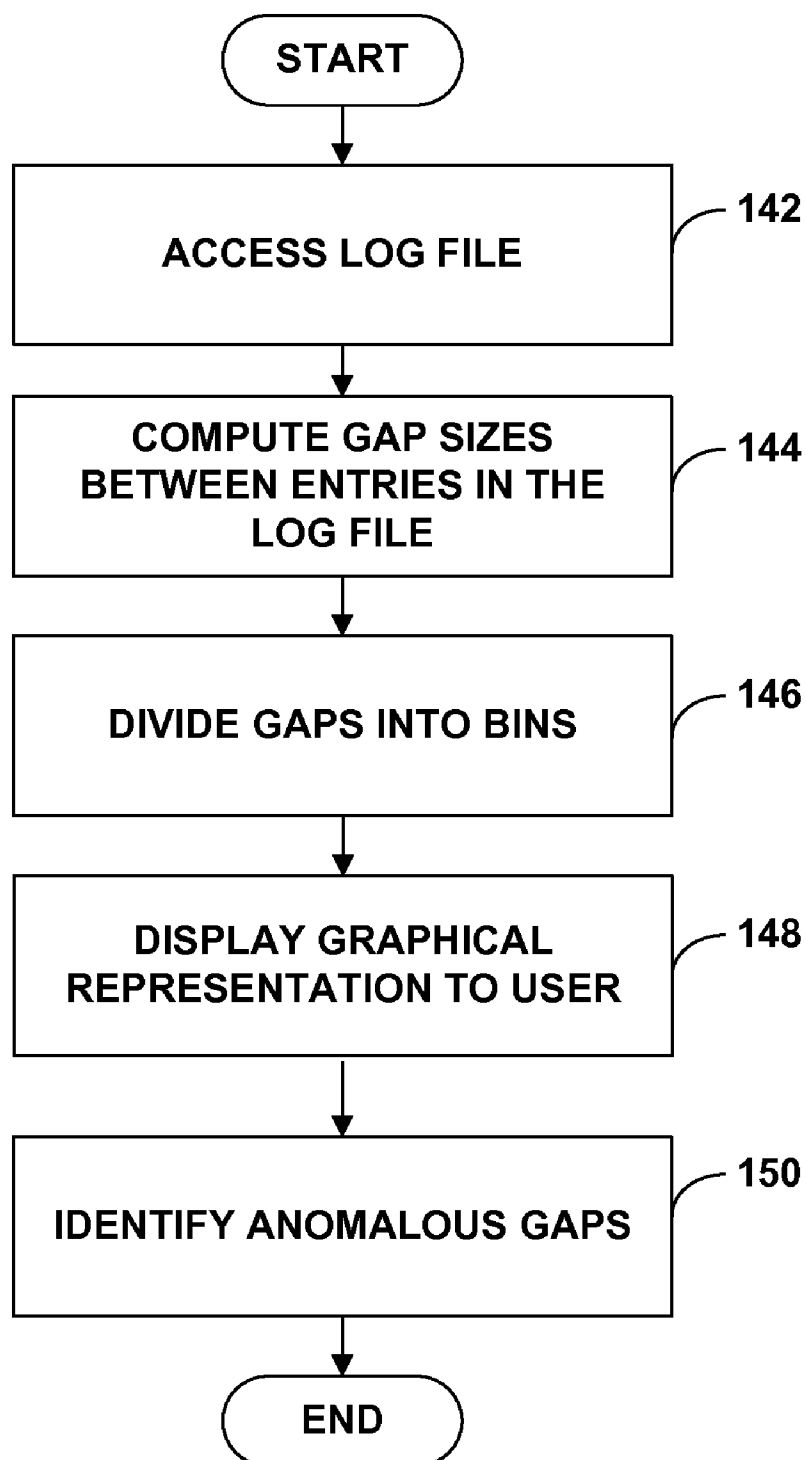 START
ACCESS LOG FILE
142
COMPUTE GAP SIZES
BETWEEN ENTRIES IN THE
LOG FILE
144
DIVIDE GAPS INTO BINS
146
DISPLAY GRAPHICAL
REPRESENTATION TO USER
148
IDENTIFY ANOMALOUS GAPS
150
END